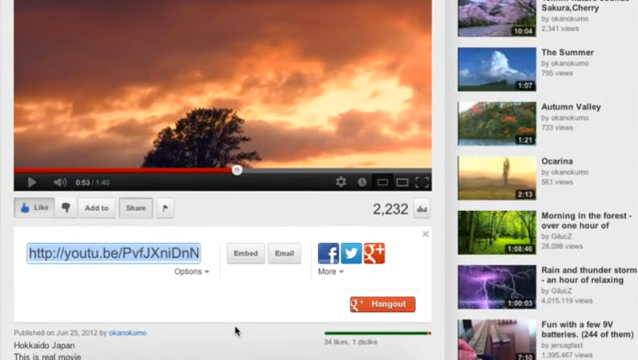 Sakura,Cherry
by okanokumo
2,341 views
10:04
The Summer
by okanokumo
795 views
1:07
Autumn Valley
by okanokumo
733 views
1:21
Ocarina
by okanokumo
561 views
2:13
Morning in the forest -
over one hour of
by GilucZ
28,098 views
1:08:46
Rain and thunder storm
- an hour of relaxing
by GilucZ
4,015,119 views
1:00:03
Fun with a few 9V
batteries. (244 of them)
by jersagfast
1,395,467 views
7:10
0:53 / 1:40
Like
Add to
Share
2,232
http://youtu.be/PvfJXniDnN
Embed
Email
Options
More
Hangout
Published on Jun 25, 2012 by okanokumo
34 likes, 1 dislike
Hokkaido Japan
This is real movie